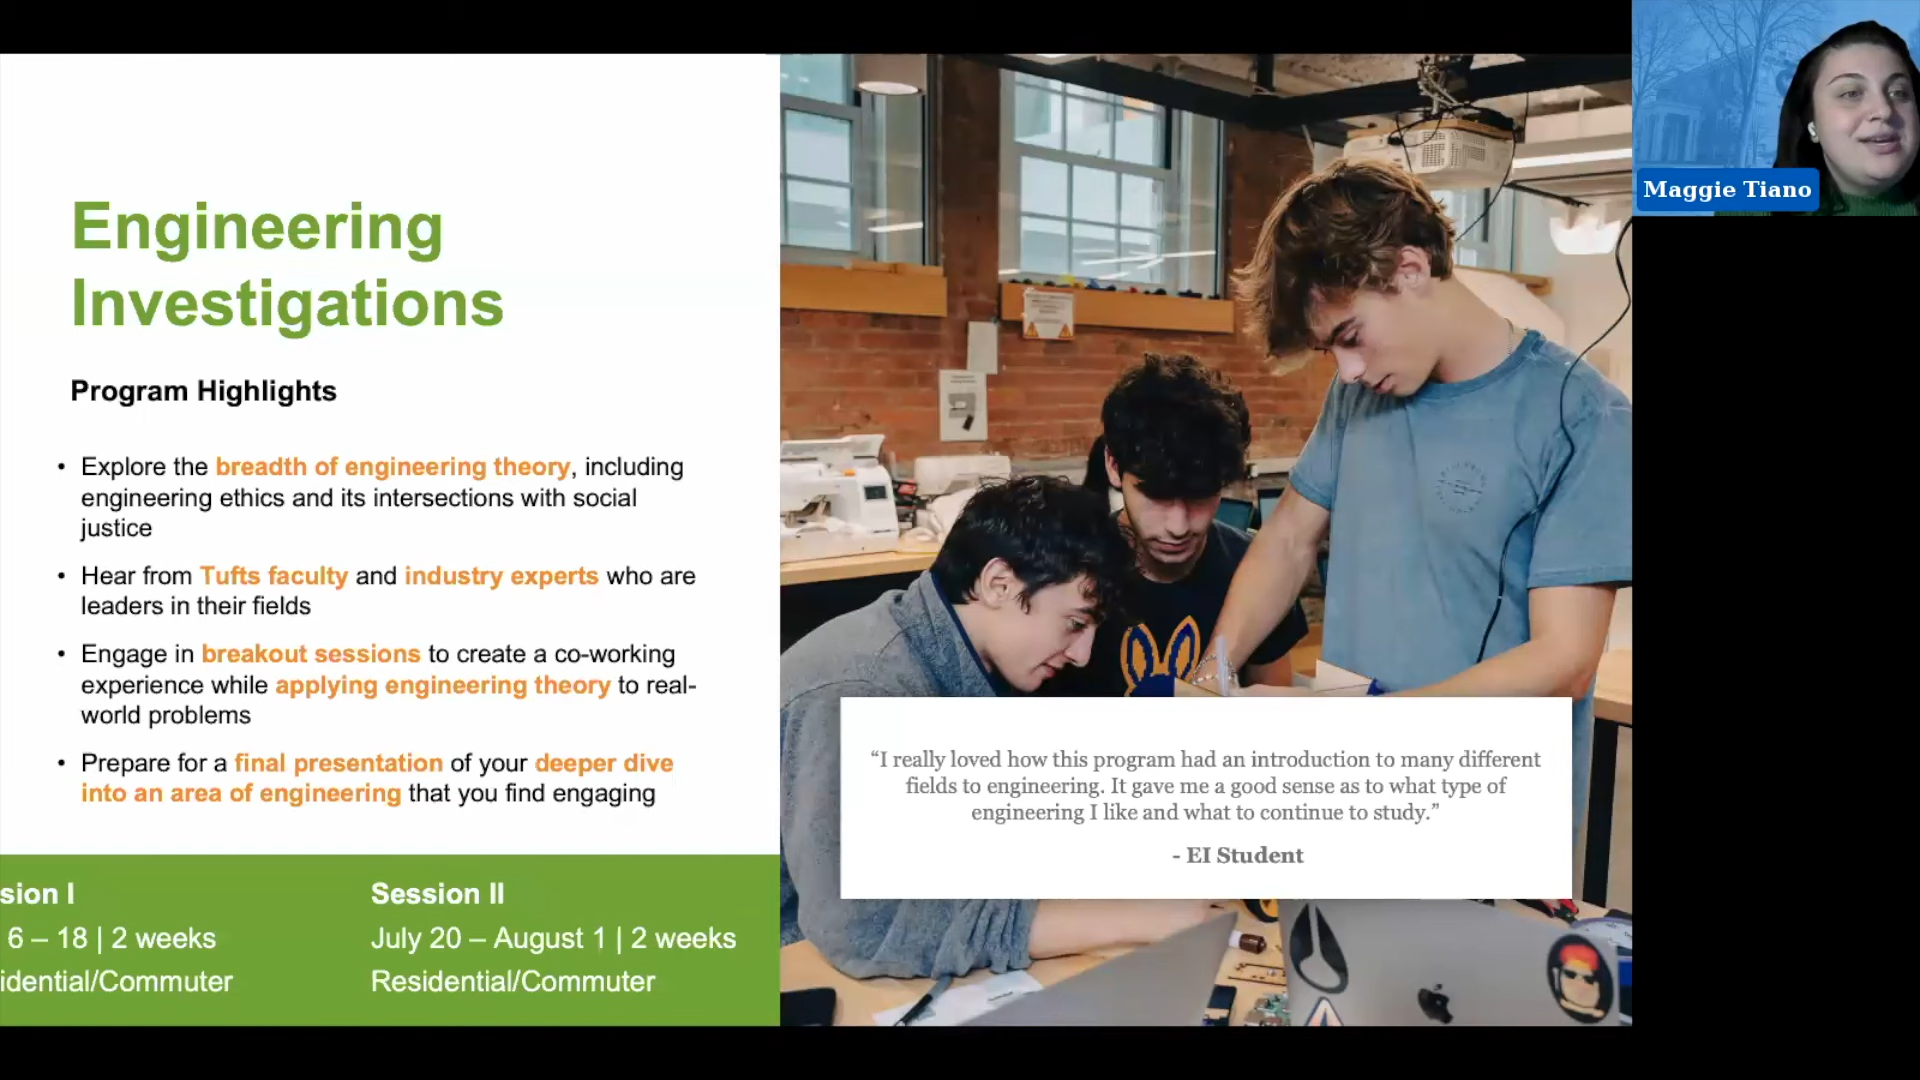 Engineering
Investigations
Program Highlights
• Explore the breadth of engineering theory, including
engineering ethics and its intersections with social
justice
• Hear from Tufts faculty and industry experts who are
leaders in their fields
• Engage in breakout sessions to create a co-working
experience while applying engineering theory to real-
world problems
• Prepare for a final presentation of your deeper dive
into an area of engineering that you find engaging
sion I
6 – 18 | 2 weeks
idential/Commuter
Session II
July 20 – August 1 | 2 weeks
Residential/Commuter
“I really loved how this program had an introduction to many different
fields to engineering. It gave me a good sense as to what type of
engineering I like and what to continue to study.”
- EI Student
Maggie Tiano